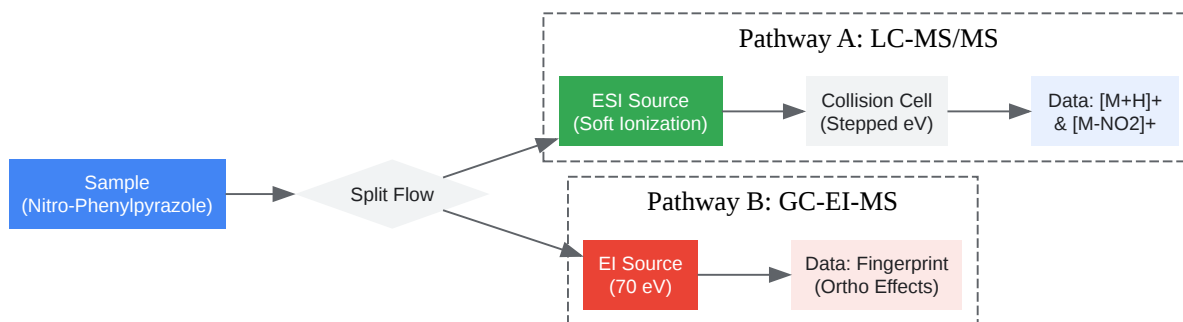 Pathway A: LC-MS/MS
ESI Source
(Soft Ionization)
Collision Cell
(Stepped eV)
Data: [M+H]+
& [M-NO2]+
Sample
(Nitro-Phenylpyrazole)
Split Flow
Pathway B: GC-EI-MS
EI Source
(70 eV)
Data: Fingerprint
(Ortho Effects)